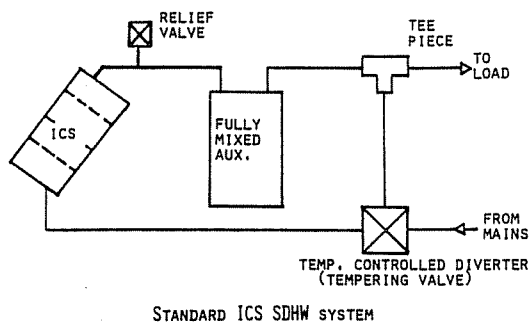 RELIEF
VALVE
TEE
PIECE
TO
LOAD
ICS
FULLY
MIXED
AUX.
FROM
MAINS
TEMP. CONTROLLED DIVERTER
(TEMPERING VALVE)
STANDARD ICS SDHW SYSTEM